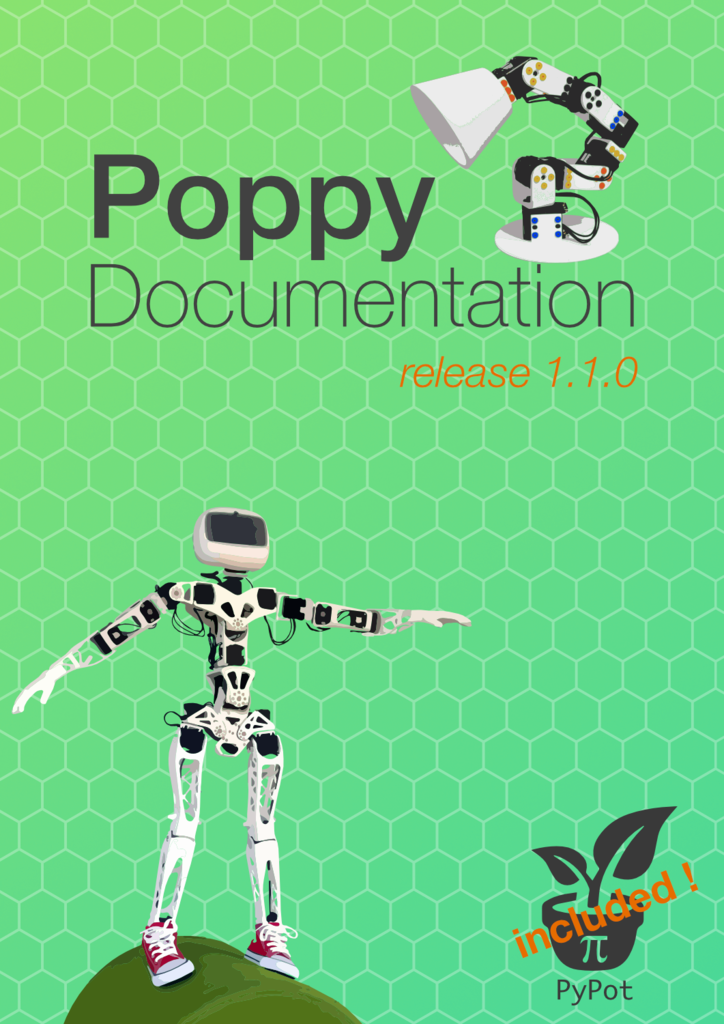 Poppy
Documentation
release 1.1.0
included !
π
PyPot